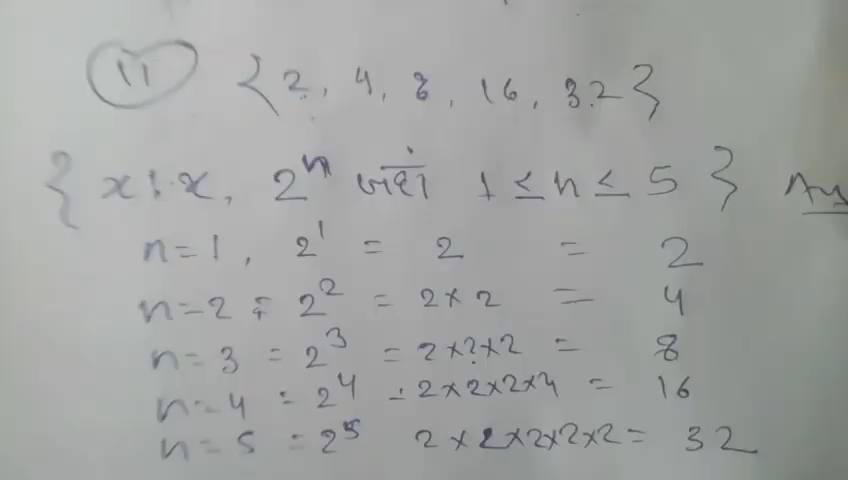 (11) {2, 4, 8, 16, 32}
{x : x, 2ⁿ जहां 1 ≤ n ≤ 5} Ans
n = 1, 2¹ = 2 = 2
n = 2 = 2² = 2 × 2 = 4
n = 3 = 2³ = 2 × 2 × 2 = 8
n = 4 = 2⁴ = 2 × 2 × 2 × 4 = 16
n = 5 = 2⁵ 2 × 2 × 2 × 2 × 2 = 32